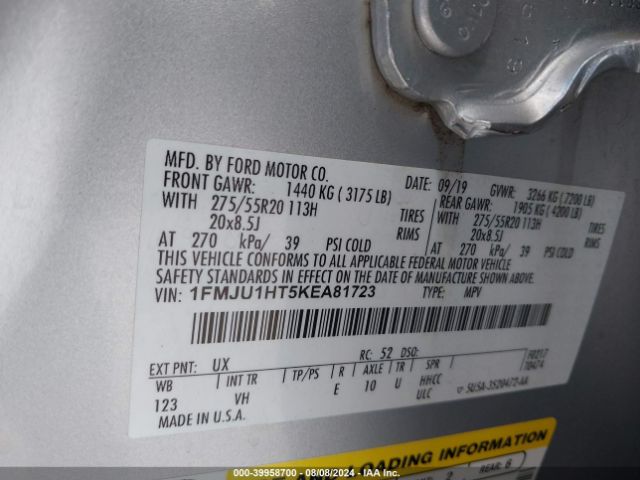 MFD. BY FORD MOTOR CO.
DATE: 09/19 GVWR: 3266 KG ( 7200 LB)
FRONT GAWR: 1440 KG ( 3175 LB) REAR GAWR: 1905 KG ( 4200 LB)
WITH 275/55R20 113H TIRES WITH 275/55R20 113H TIRES
20x8.5J RIMS 20x8.5J RIMS
AT 270 kPa/ 39 PSI COLD AT 270 kPa/ 39 PSI COLD
THIS VEHICLE CONFORMS TO ALL APPLICABLE FEDERAL MOTOR VEHICLE
SAFETY STANDARDS IN EFFECT ON THE DATE OF MANUFACTURE SHOWN ABOVE.
VIN: 1FMJU1HT5KEA81723 TYPE: MPV
EXT PNT: UX RC: 52 DSO:
WB INT TR TP/PS R AXLE TR SPR
123 VH E 10 U HHCC
ULC
MADE IN U.S.A.
LOADING INFORMATION
REAR: 6
000-39958700 - 08/08/2024 - IAAI.COM